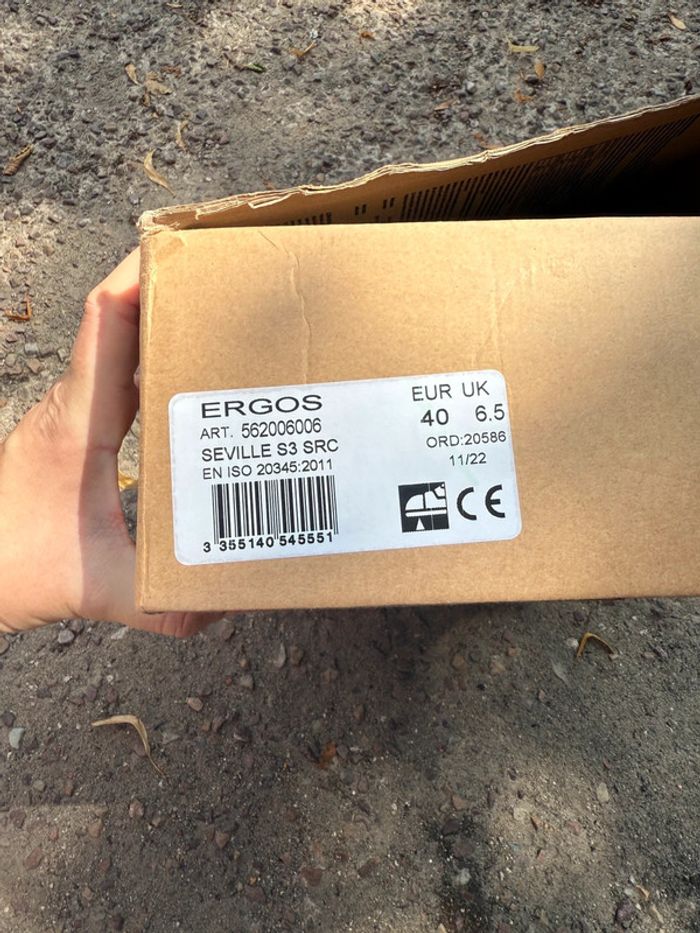 ERGOS
ART. 562006006
SEVILLE S3 SRC
EN ISO 20345:2011
3 355140 545551
EUR UK
40 6.5
ORD:20586
11/22
CE